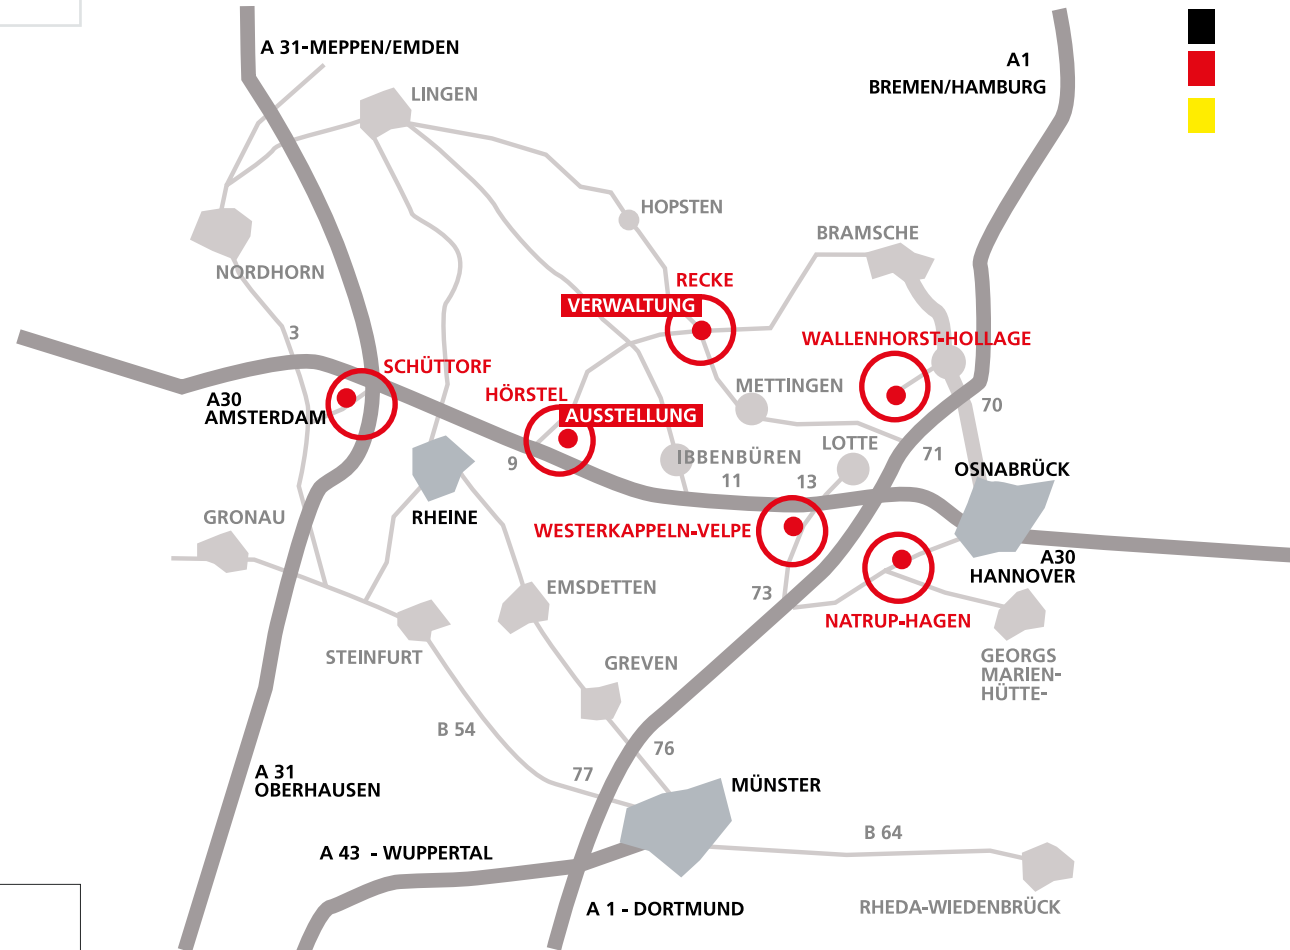 A 31-MEPPEN/EMDEN
A1
BREMEN/HAMBURG
LINGEN
HOPSTEN
BRAMSCHE
NORDHORN
RECKE
VERWALTUNG
3
WALLENHORST-HOLLAGE
SCHÜTTORF
METTINGEN
HÖRSTEL
A30
AMSTERDAM
AUSSTELLUNG
70
LOTTE
71
IBBENBÜREN
9
11
13
OSNABRÜCK
GRONAU
RHEINE
WESTERKAPPELN-VELPE
A30
HANNOVER
EMSDETTEN
73
NATRUP-HAGEN
STEINFURT
GREVEN
GEORGS
MARIEN-
HÜTTE-
B 54
76
A 31
OBERHAUSEN
77
MÜNSTER
B 64
A 43 - WUPPERTAL
A 1 - DORTMUND
RHEDA-WIEDENBRÜCK